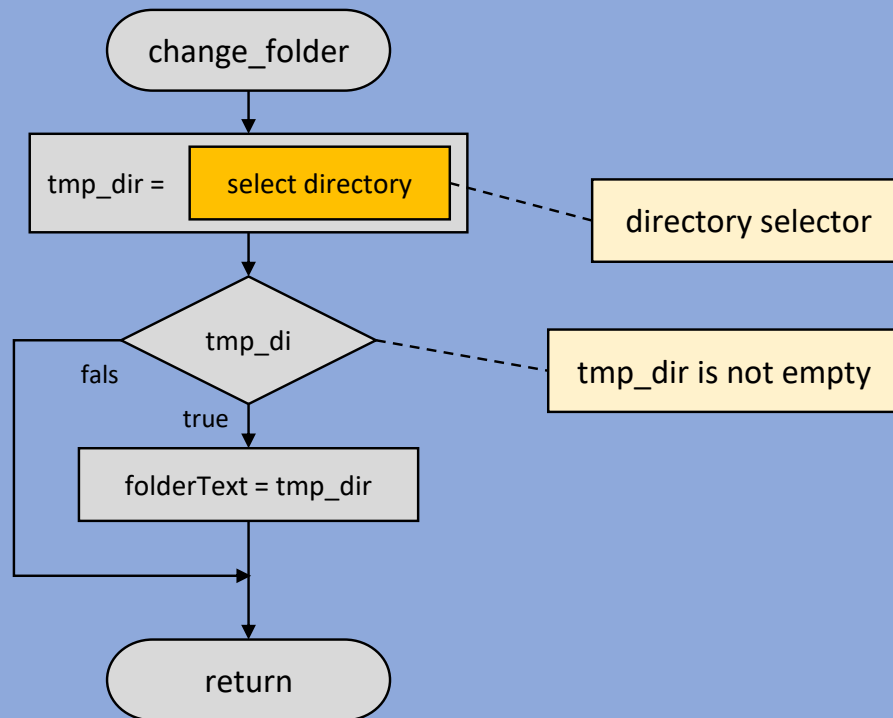 change_folder
tmp_dir =
select directory
directory selector
tmp_di
tmp_dir is not empty
fals
true
folderText = tmp_dir
return